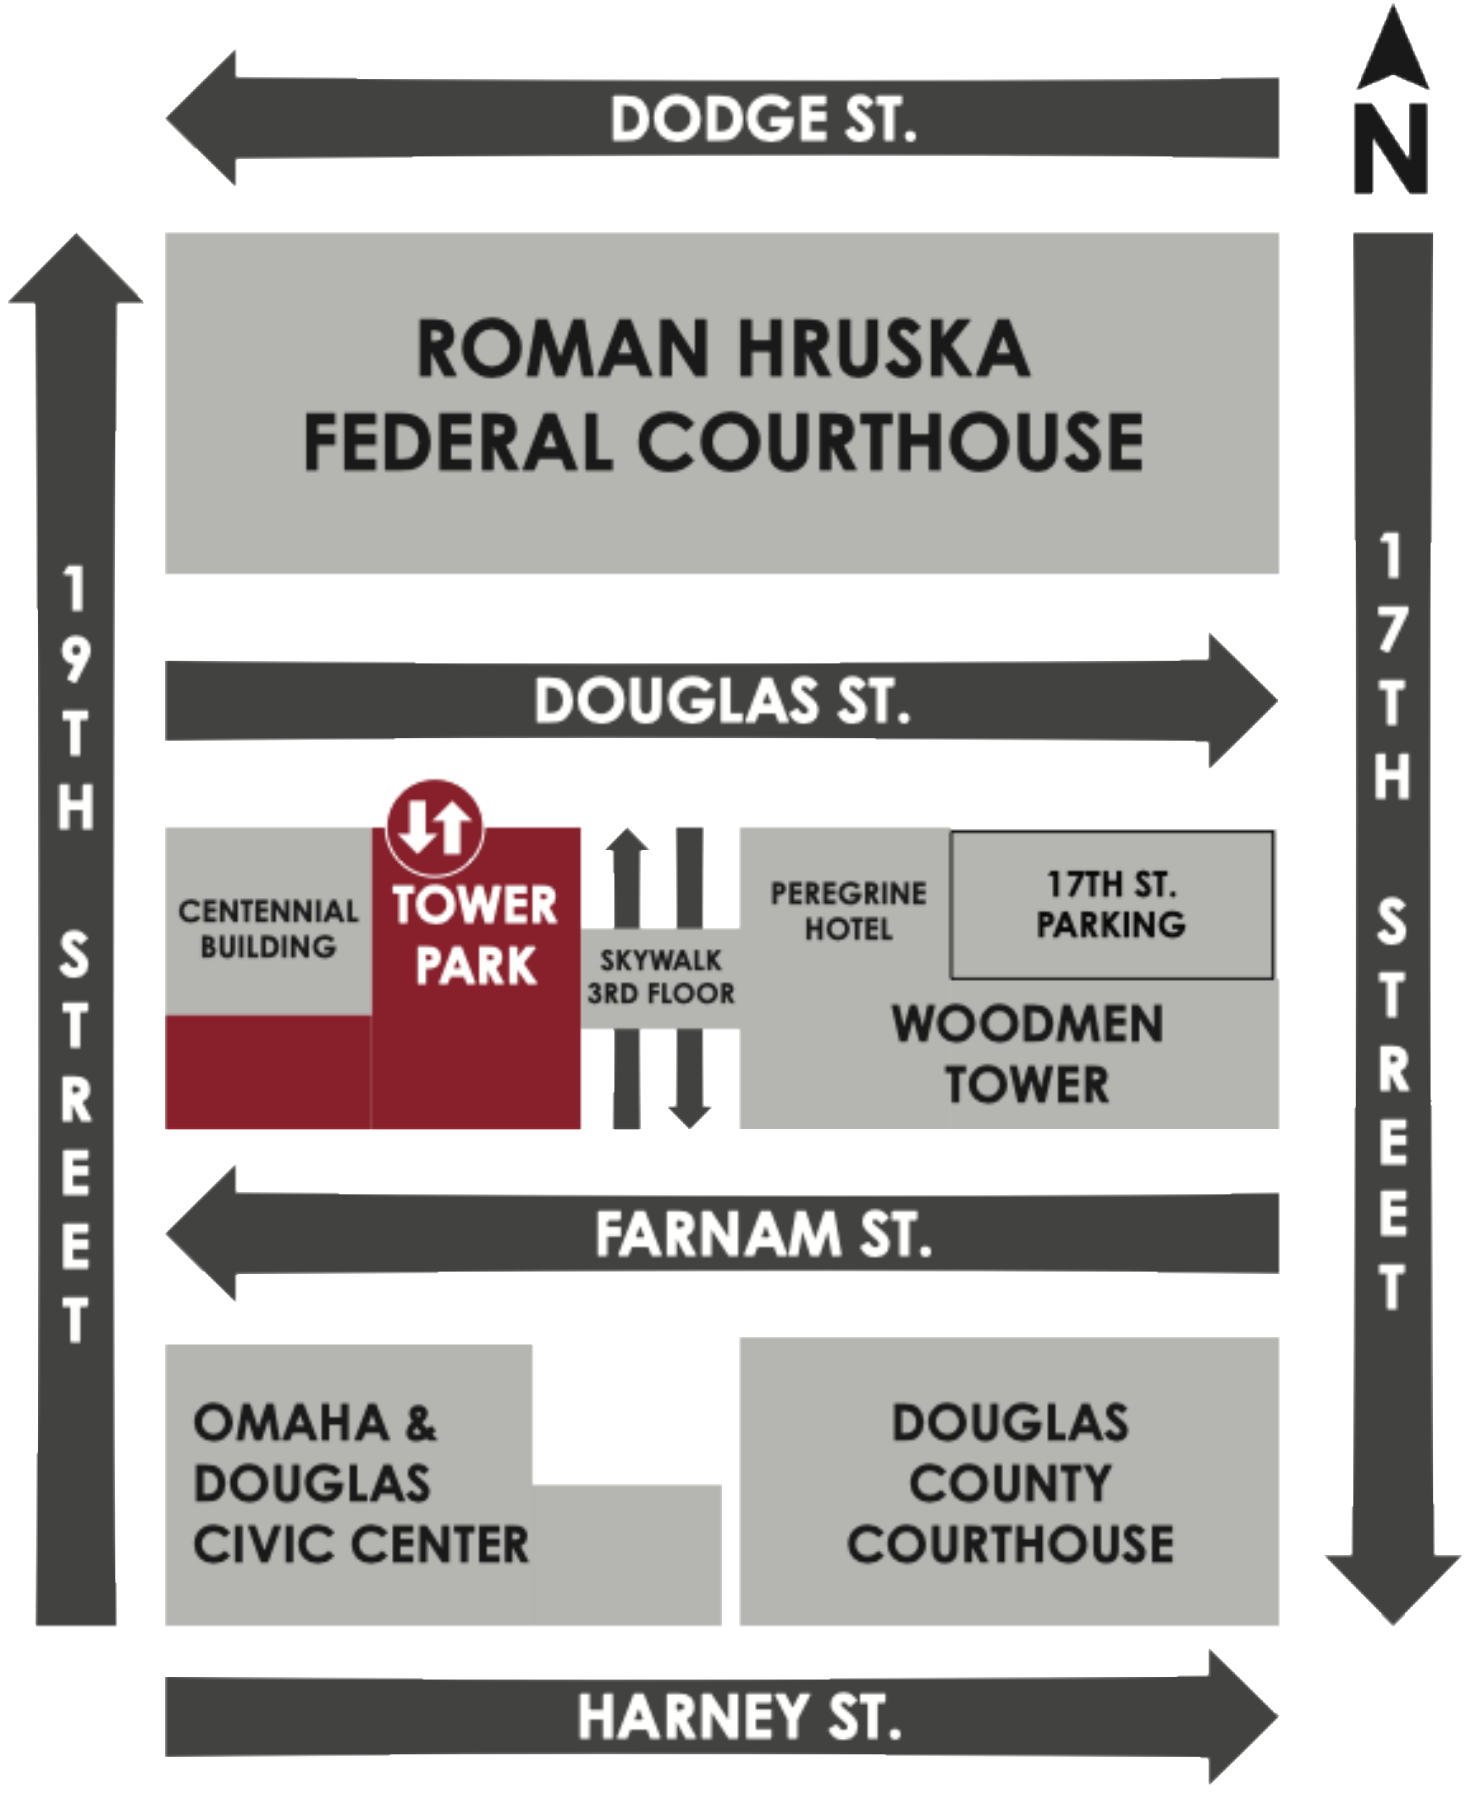 N
DODGE ST.
ROMAN HRUSKA
FEDERAL COURTHOUSE
19TH STREET
17TH STREET
DOUGLAS ST.
CENTENNIAL
BUILDING
TOWER
PARK
SKYWALK
3RD FLOOR
PEREGRINE
HOTEL
17TH ST.
PARKING
WOODMEN
TOWER
FARNAM ST.
OMAHA &
DOUGLAS
CIVIC CENTER
DOUGLAS
COUNTY
COURTHOUSE
HARNEY ST.